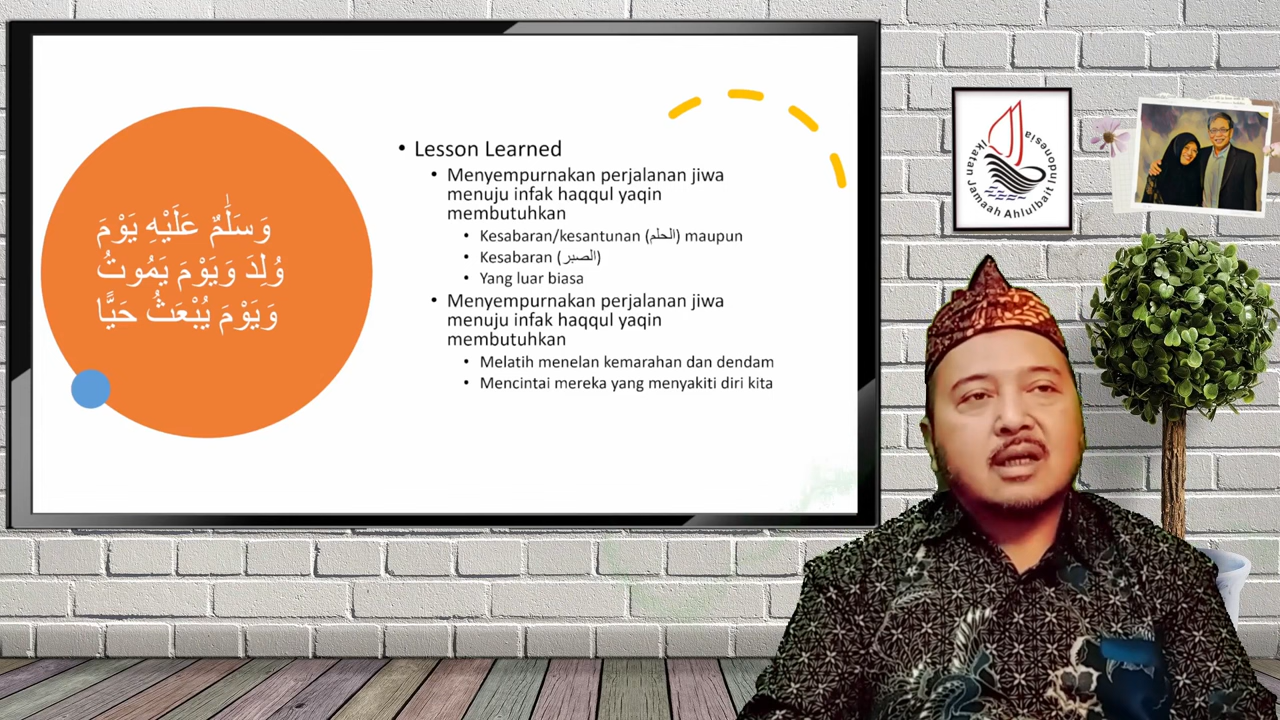 وَسَلَٰمٌ عَلَيْهِ يَوْمَ
وُلِدَ وَيَوْمَ يَمُوتُ
وَيَوْمَ يُبْعَثُ حَيًّا
• Lesson Learned
• Menyempurnakan perjalanan jiwa
menuju infak haqqul yaqin
membutuhkan
• Kesabaran/kesantunan (الحلم) maupun
• Kesabaran (الصبر)
• Yang luar biasa
• Menyempurnakan perjalanan jiwa
menuju infak haqqul yaqin
membutuhkan
• Melatih menelan kemarahan dan dendam
• Mencintai mereka yang menyakiti diri kita
Ikatan Jamaah Ahlulbait Indonesia